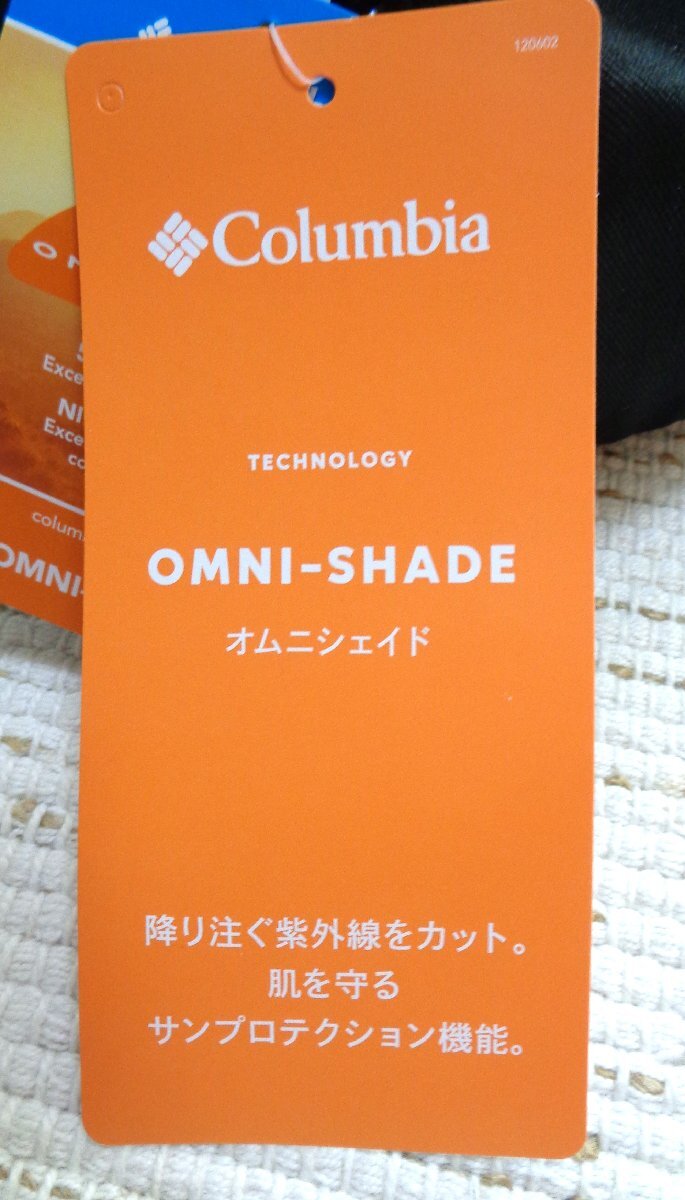 120602
Columbia
TECHNOLOGY
OMNI-SHADE
オムニシェイド
降り注ぐ紫外線をカット。
肌を守る
サンプロテクション機能。
OMNI-